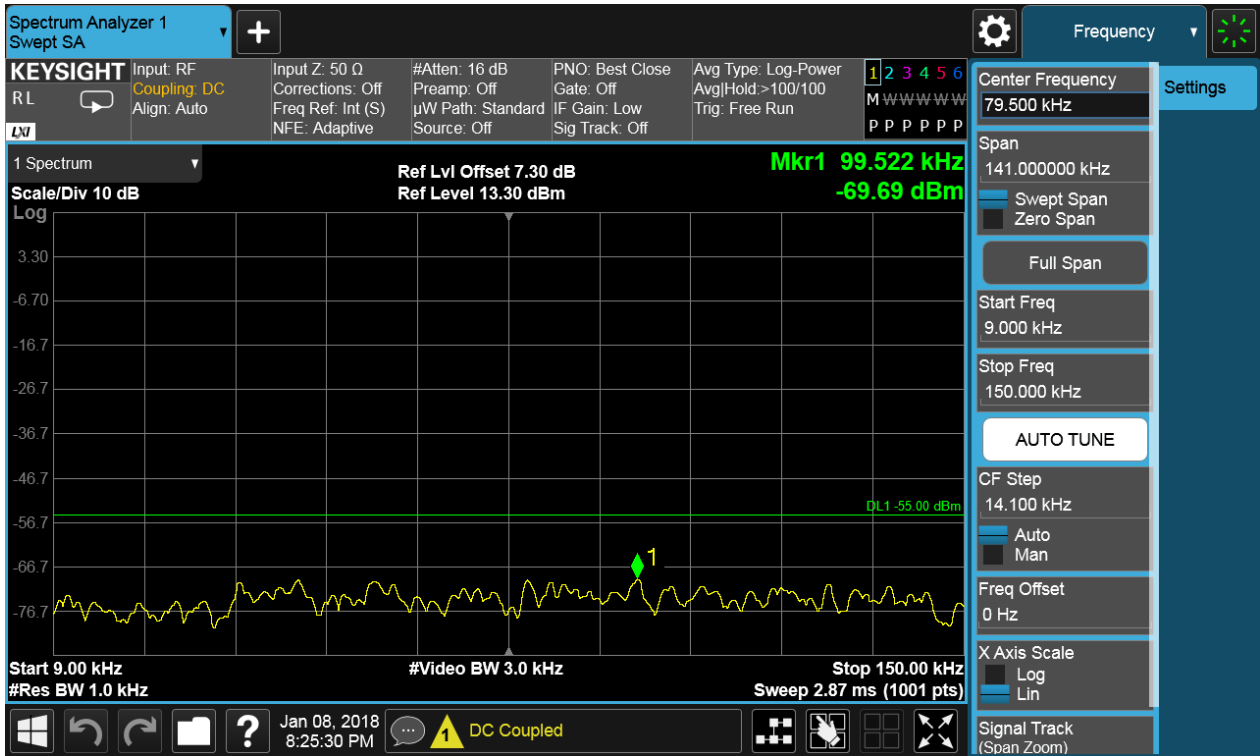 Spectrum Analyzer 1
Swept SA
Frequency
KEYSIGHT
R L
LXI
Input: RF
Coupling: DC
Align: Auto
Input Z: 50 Ω
Corrections: Off
Freq Ref: Int (S)
NFE: Adaptive
#Atten: 16 dB
Preamp: Off
µW Path: Standard
Source: Off
PNO: Best Close
Gate: Off
IF Gain: Low
Sig Track: Off
Avg Type: Log-Power
Avg|Hold:>100/100
Trig: Free Run
1 2 3 4 5 6
M W W W W W
P P P P P P
1 Spectrum
Scale/Div 10 dB
Log
Ref Lvl Offset 7.30 dB
Ref Level 13.30 dBm
Mkr1 99.522 kHz
-69.69 dBm
3.30
-6.70
-16.7
-26.7
-36.7
-46.7
DL1 -55.00 dBm
-56.7
1
-66.7
-76.7
Start 9.00 kHz
#Video BW 3.0 kHz
Stop 150.00 kHz
#Res BW 1.0 kHz
Sweep 2.87 ms (1001 pts)
Center Frequency
79.500 kHz
Span
141.000000 kHz
Swept Span
Zero Span
Full Span
Start Freq
9.000 kHz
Stop Freq
150.000 kHz
AUTO TUNE
CF Step
14.100 kHz
Auto
Man
Freq Offset
0 Hz
X Axis Scale
Log
Lin
Signal Track
(Span Zoom)
Settings
?
Jan 08, 2018
8:25:30 PM
1
DC Coupled